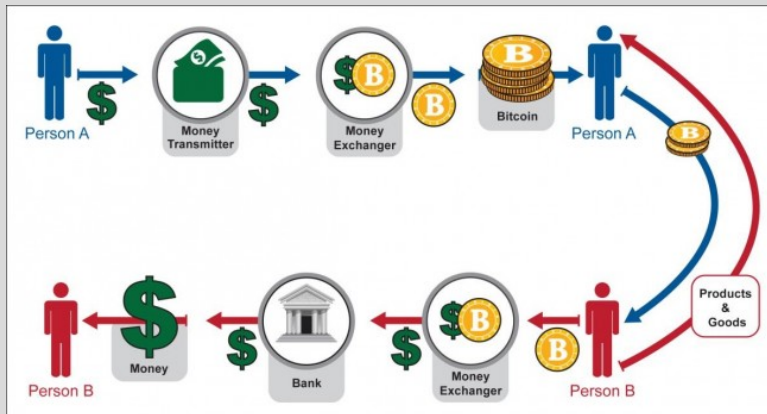 Person A
Money
Transmitter
Money
Exchanger
Bitcoin
Person A
Products
&
Goods
Person B
Money
Bank
Money
Exchanger
Person B